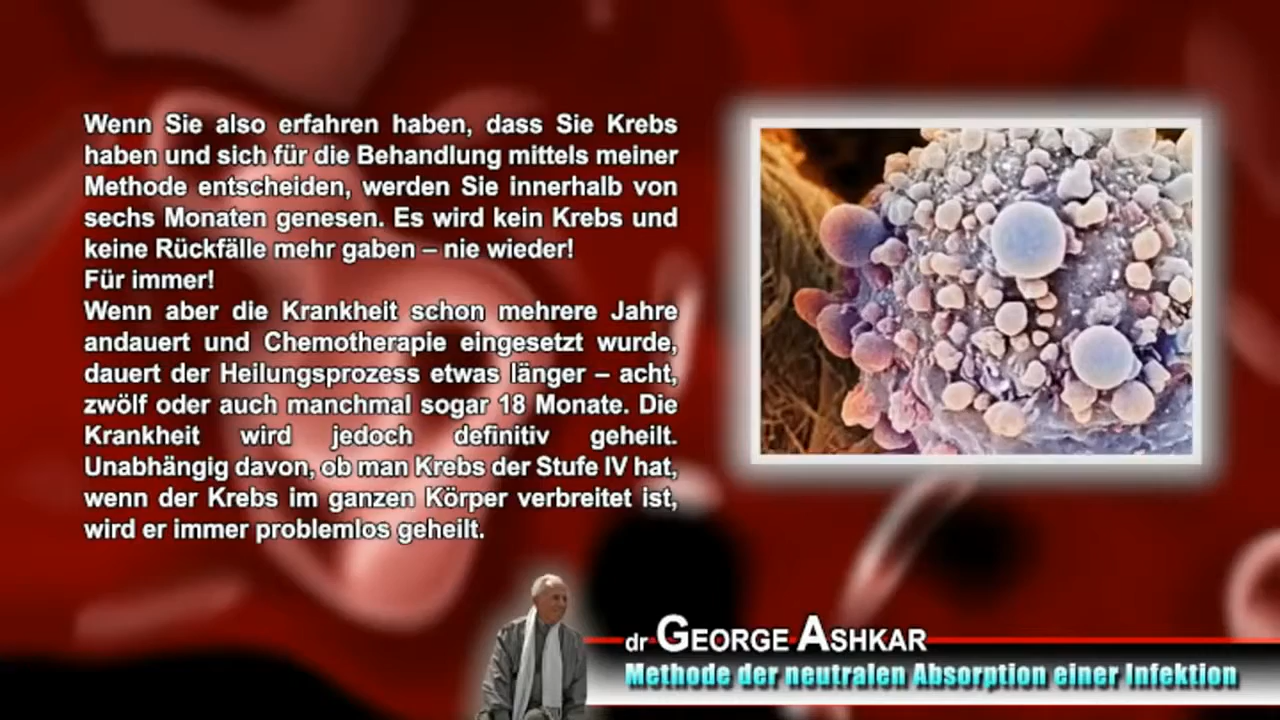 Wenn Sie also erfahren haben, dass Sie Krebs
haben und sich für die Behandlung mittels meiner
Methode entscheiden, werden Sie innerhalb von
sechs Monaten genesen. Es wird kein Krebs und
keine Rückfälle mehr gaben – nie wieder!
Für immer!
Wenn aber die Krankheit schon mehrere Jahre
andauert und Chemotherapie eingesetzt wurde,
dauert der Heilungsprozess etwas länger – acht,
zwölf oder auch manchmal sogar 18 Monate. Die
Krankheit wird jedoch definitiv geheilt.
Unabhängig davon, ob man Krebs der Stufe IV hat,
wenn der Krebs im ganzen Körper verbreitet ist,
wird er immer problemlos geheilt.
dr GEORGE ASHKAR
Methode der neutralen Absorption einer Infektion